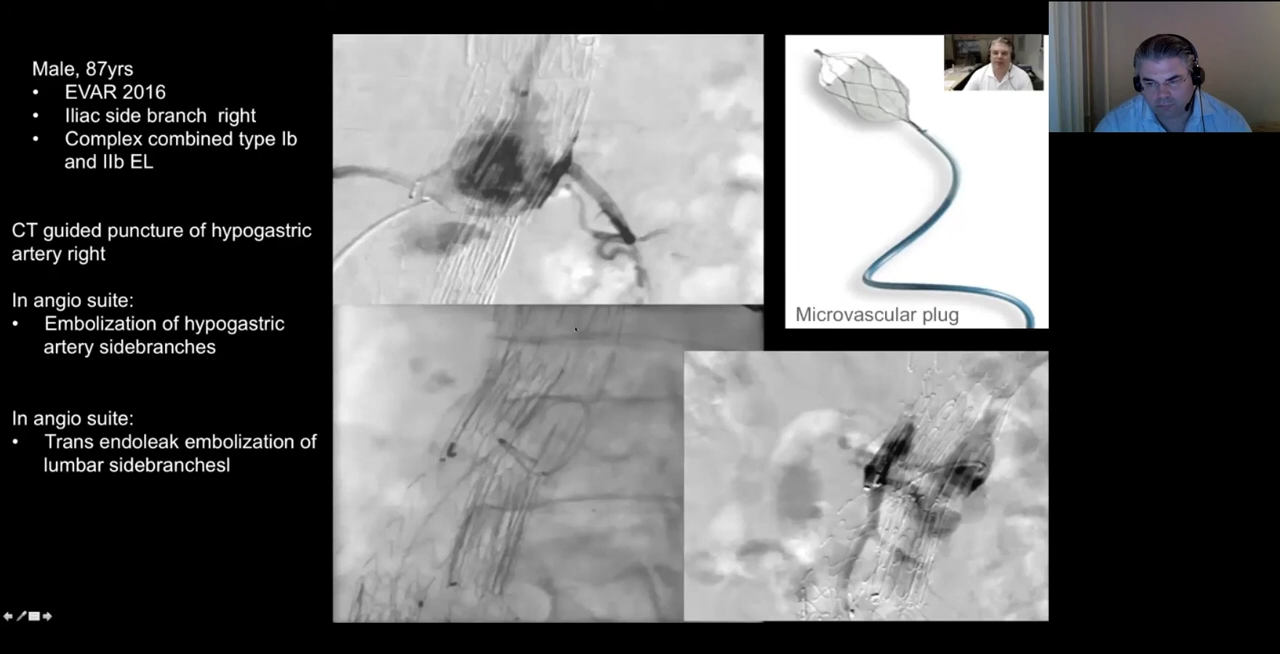 Male, 87yrs
• EVAR 2016
• Iliac side branch right
• Complex combined type Ib
and IIb EL
CT guided puncture of hypogastric
artery right
In angio suite:
• Embolization of hypogastric
artery sidebranches
In angio suite:
• Trans endoleak embolization of
lumbar sidebranchesl
Microvascular plug